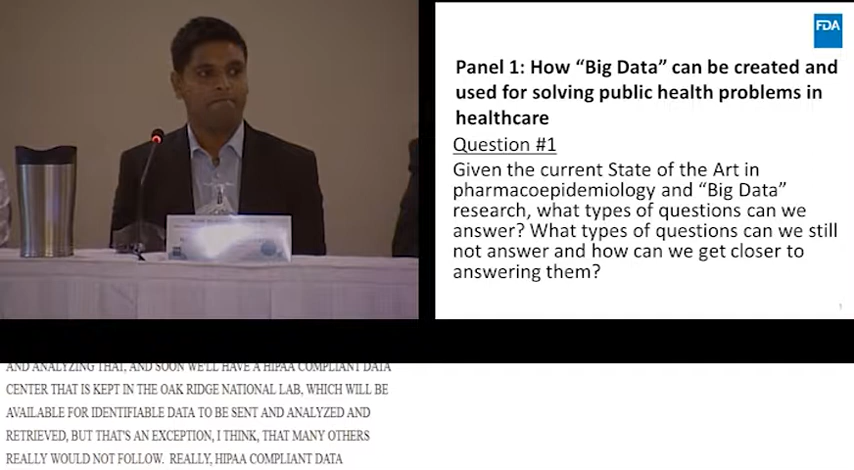 FDA
Panel 1: How “Big Data” can be created and
used for solving public health problems in
healthcare
Question #1
Given the current State of the Art in
pharmacoepidemiology and “Big Data”
research, what types of questions can we
answer? What types of questions can we still
not answer and how can we get closer to
answering them?
1
AND ANALYZING THAT, AND SOON WE'LL HAVE A HIPAA COMPLIANT DATA
CENTER THAT IS KEPT IN THE OAK RIDGE NATIONAL LAB, WHICH WILL BE
AVAILABLE FOR IDENTIFIABLE DATA TO BE SENT AND ANALYZED AND
RETRIEVED, BUT THAT'S AN EXCEPTION, I THINK, THAT MANY OTHERS
REALLY WOULD NOT FOLLOW. REALLY, HIPAA COMPLIANT DATA